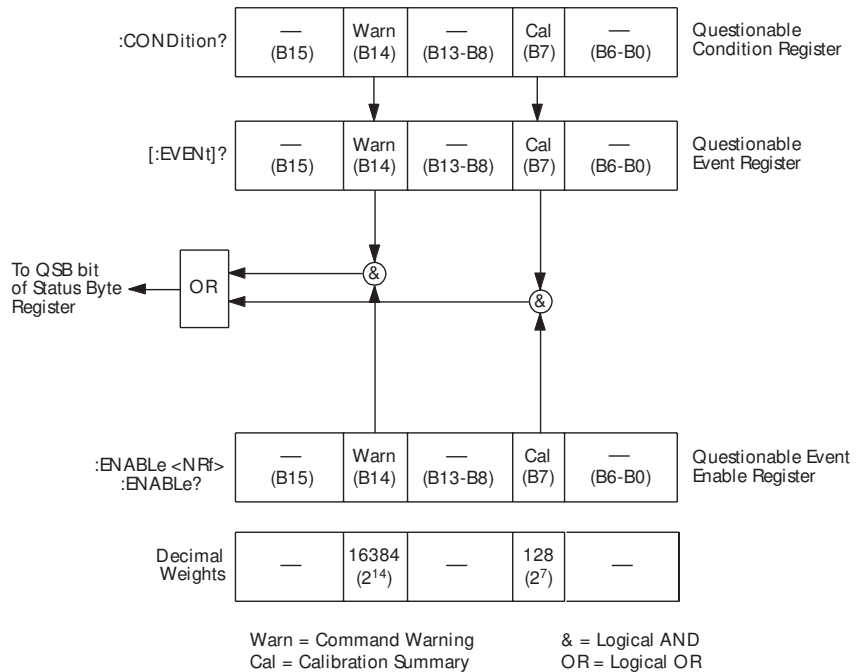 :CONDition?
— (B15)
Warn (B14)
— (B13-B8)
Cal (B7)
— (B6-B0)
Questionable
Condition Register
[:EVENt]?
— (B15)
Warn (B14)
— (B13-B8)
Cal (B7)
— (B6-B0)
Questionable
Event Register
To QSB bit
of Status Byte
Register
OR
&
&
:ENABLe <NRf>
:ENABLe?
— (B15)
Warn (B14)
— (B13-B8)
Cal (B7)
— (B6-B0)
Questionable Event
Enable Register
Decimal
Weights
—
16384
(2¹⁴)
—
128
(2⁷)
—
Warn = Command Warning
Cal = Calibration Summary
& = Logical AND
OR = Logical OR